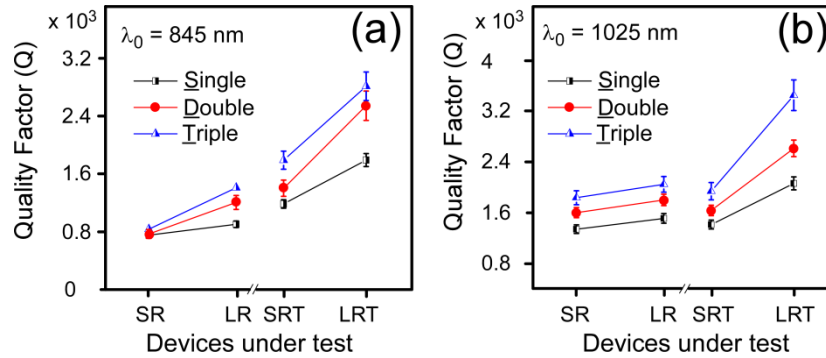 x 10³
(a)
λ₀ = 845 nm
Quality Factor (Q)
3.2
2.4
1.6
0.8
0
Single
Double
Triple
SR LR SRT LRT
Devices under test
x 10³
(b)
λ₀ = 1025 nm
Quality Factor (Q)
4
3.2
2.4
1.6
0.8
Single
Double
Triple
SR LR SRT LRT
Devices under test